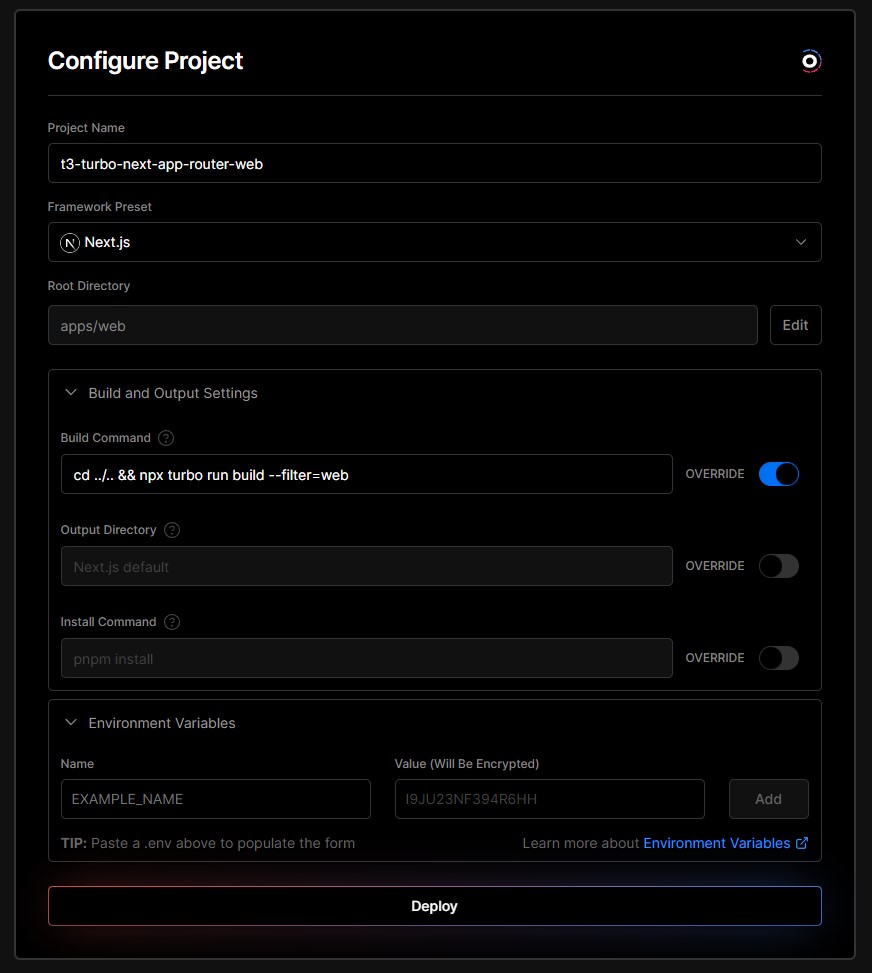 Configure Project
Project Name
t3-turbo-next-app-router-web
Framework Preset
N Next.js
Root Directory
apps/web
Edit
Build and Output Settings
Build Command ?
cd ../.. && npx turbo run build --filter=web
OVERRIDE
Output Directory ?
Next.js default
OVERRIDE
Install Command ?
pnpm install
OVERRIDE
Environment Variables
Name
Value (Will Be Encrypted)
EXAMPLE_NAME
I9JU23NF394R6HH
Add
TIP: Paste a .env above to populate the form
Learn more about Environment Variables
Deploy